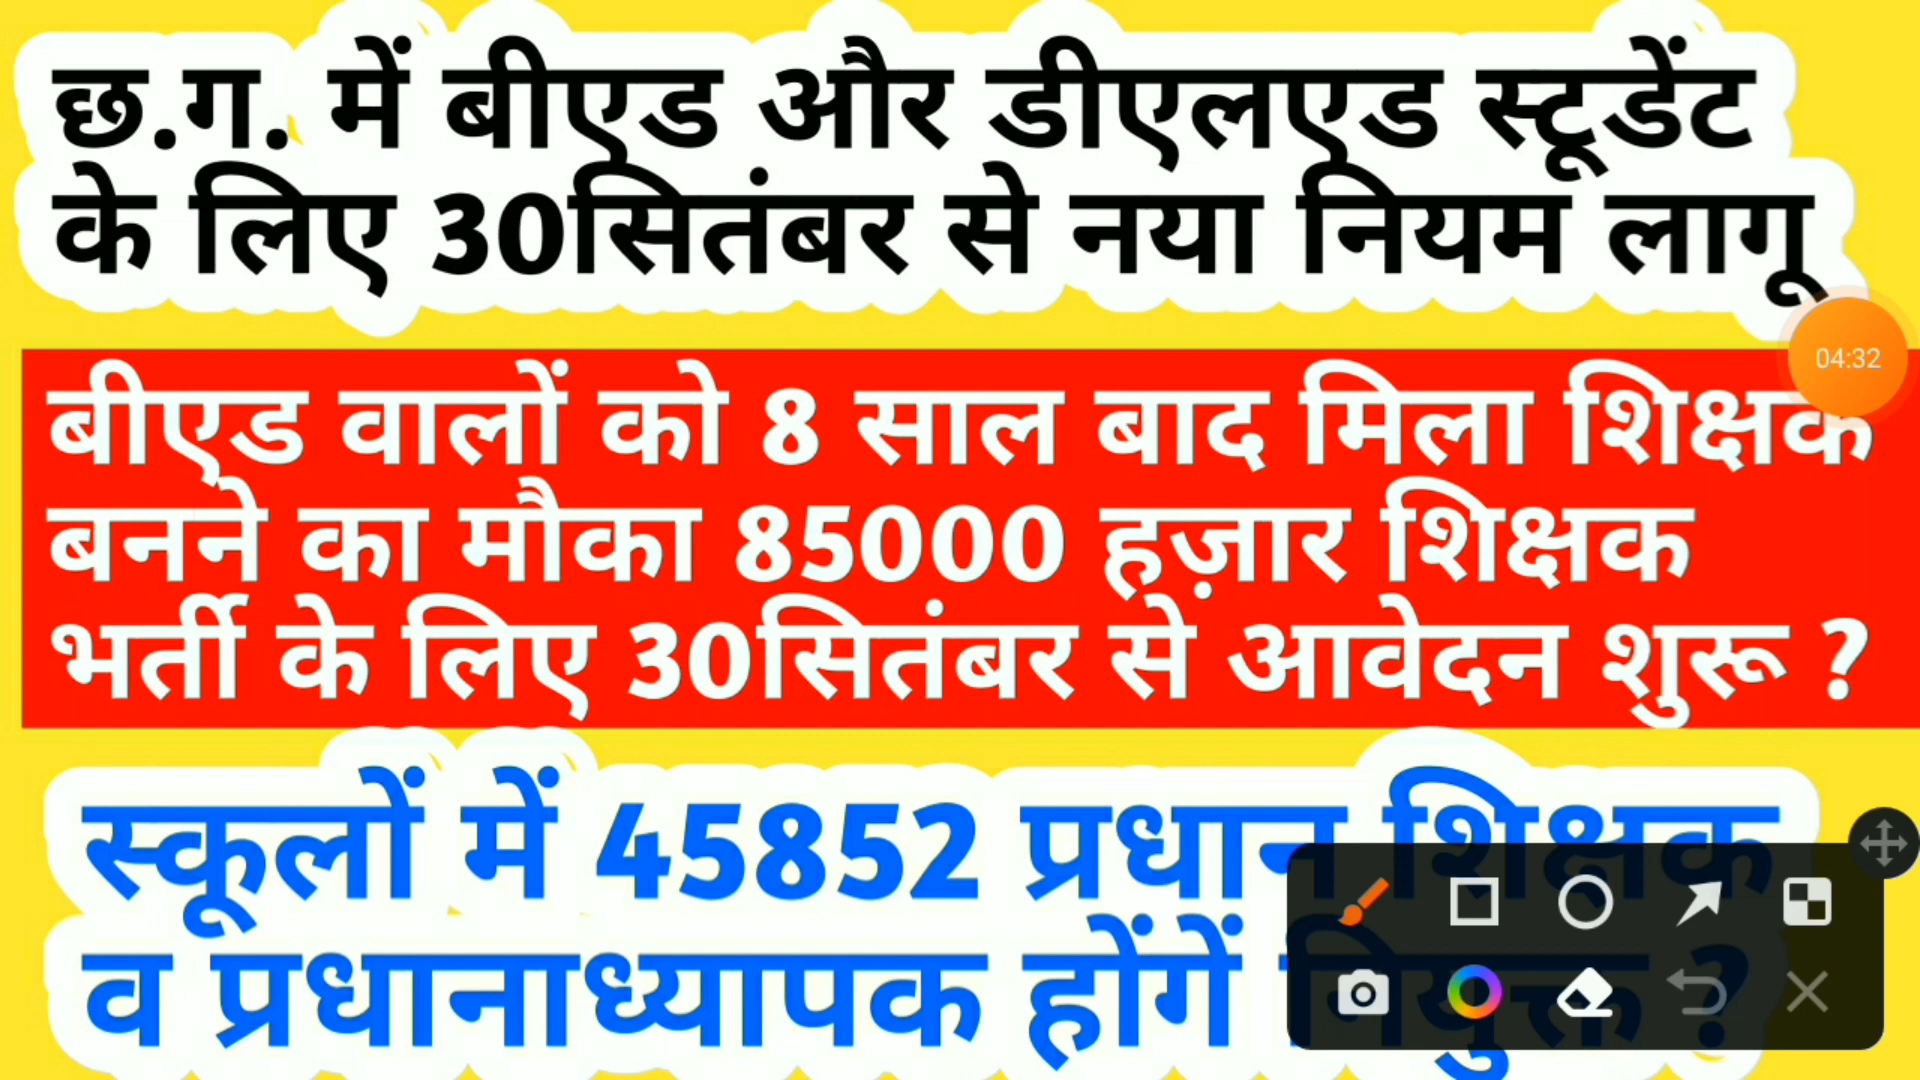 छ.ग. में बीएड और डीएलएड स्टूडेंट
के लिए 30सितंबर से नया नियम लागू
04:32
बीएड वालों को 8 साल बाद मिला शिक्षक
बनने का मौका 85000 हज़ार शिक्षक
भर्ती के लिए 30सितंबर से आवेदन शुरू ?
स्कूलों में 45852 प्रधान शिक्षक
व प्रधानाध्यापक होंगें नियुक्त ?